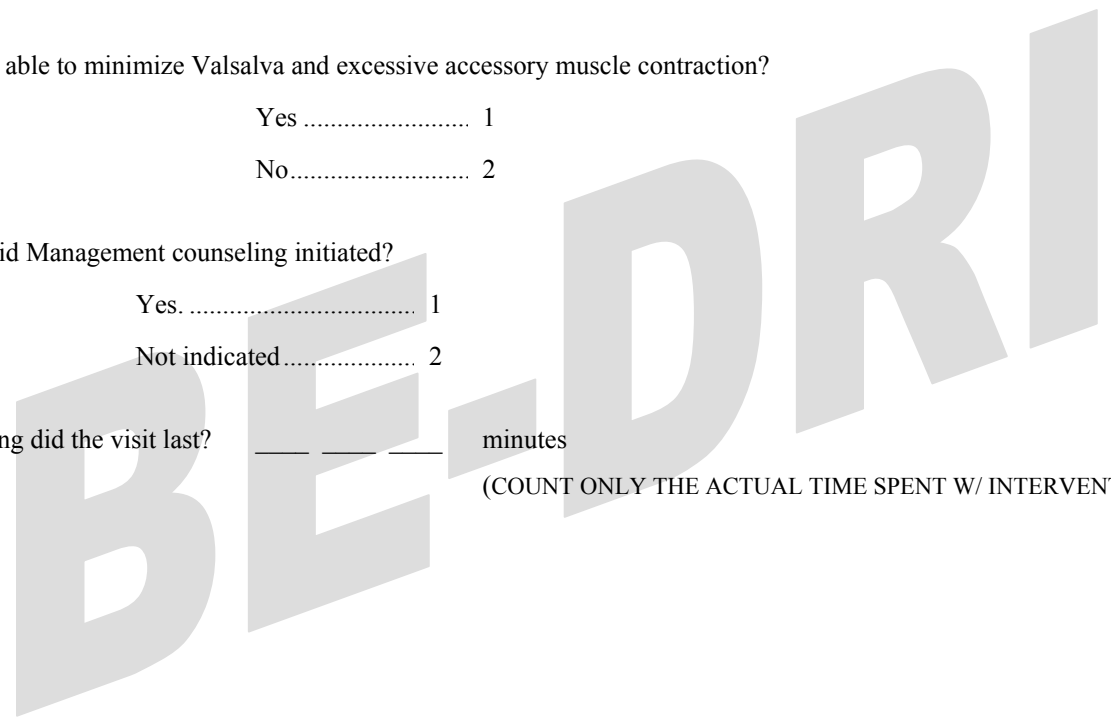 able to minimize Valsalva and excessive accessory muscle contraction?
Yes ........................ 1
No........................... 2
id Management counseling initiated?
Yes. .................................. 1
Not indicated.................... 2
ng did the visit last? ____ ____ ____ minutes
(COUNT ONLY THE ACTUAL TIME SPENT W/ INTERVENT
BE-DRI